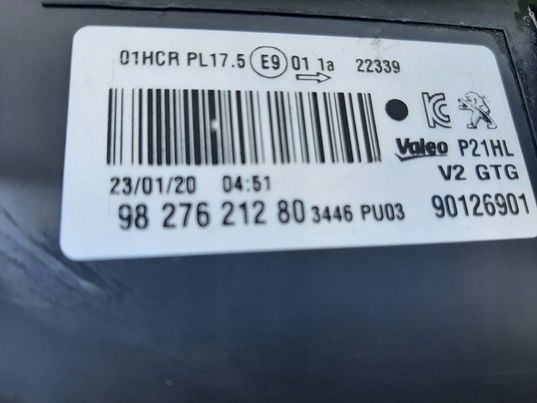 01HCR PL17.5 E9 01 1a 22339
Valeo P21HL
V2 GTG
23/01/20 04:51
98 276 212 80 3446 PU03 90126901